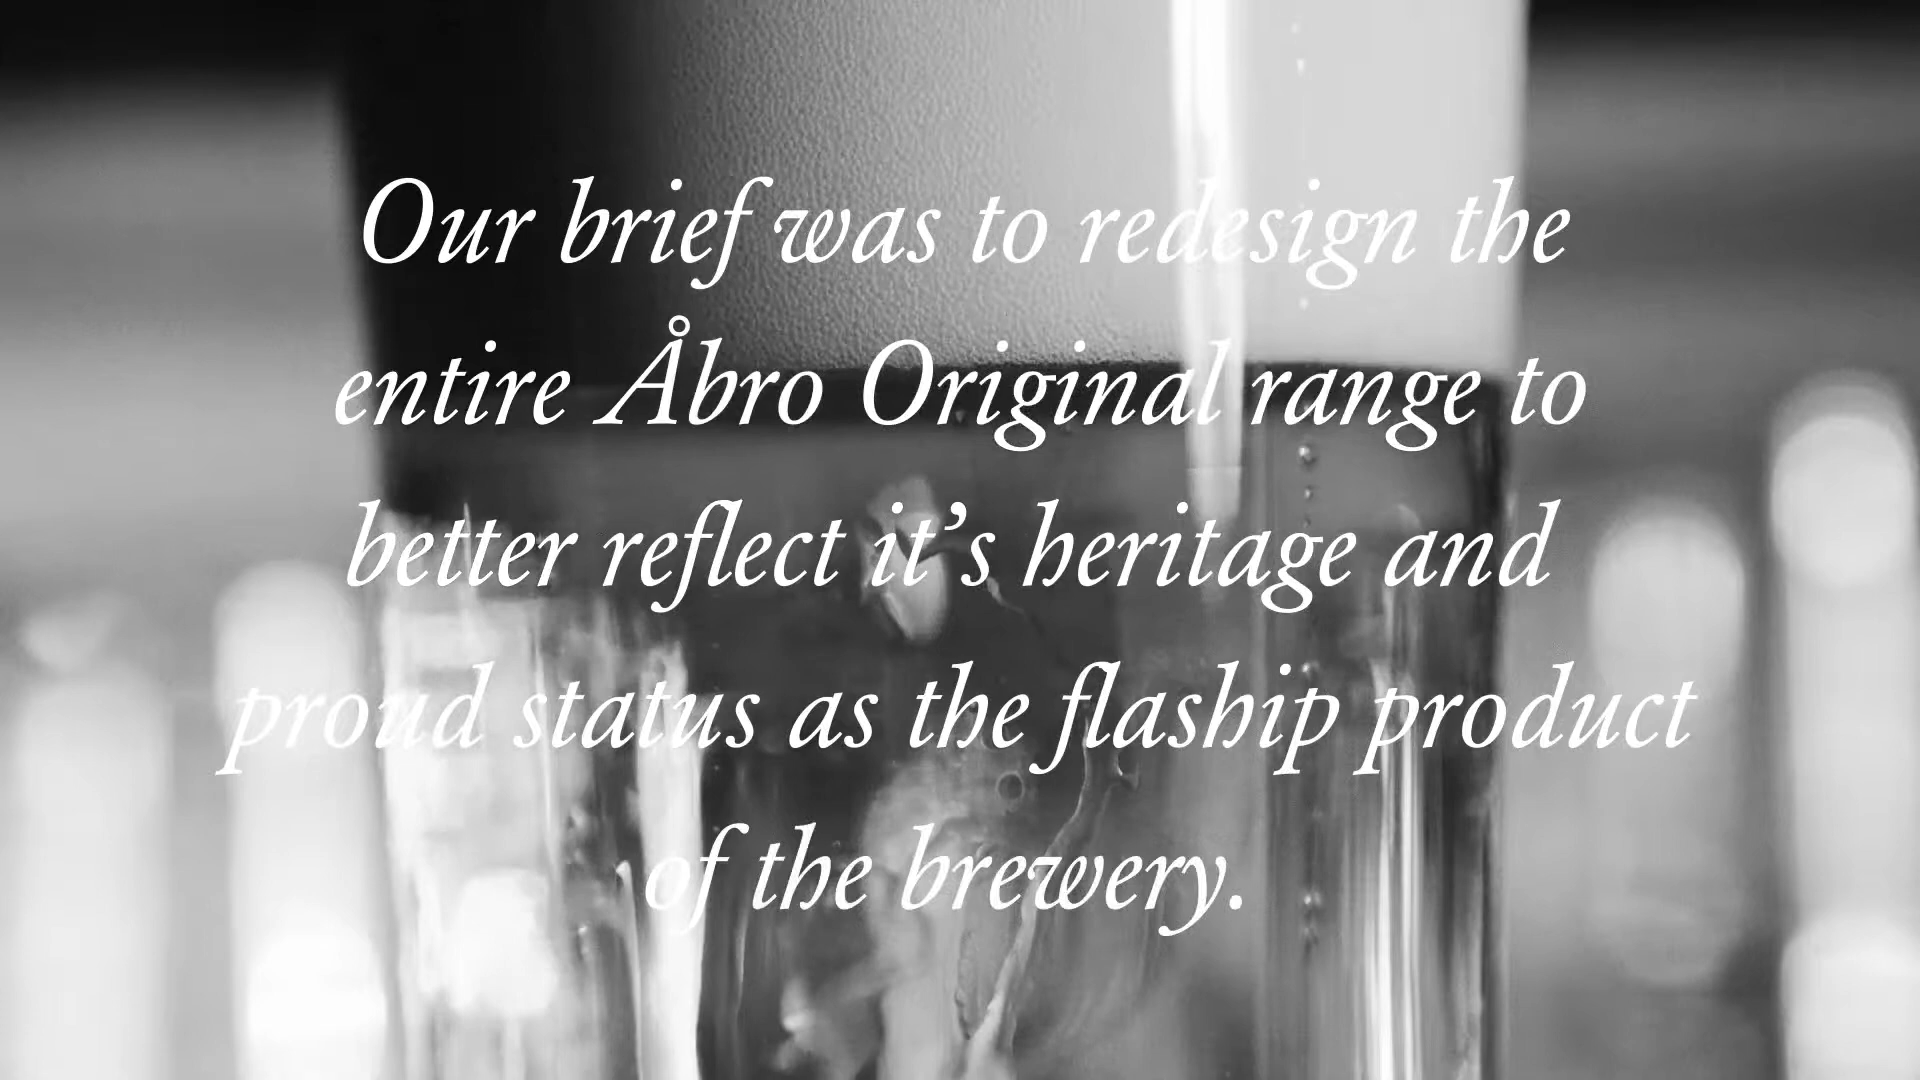 Our brief was to redesign the
entire Åbro Original range to
better reflect it’s heritage and
proud status as the flaship product
of the brewery.